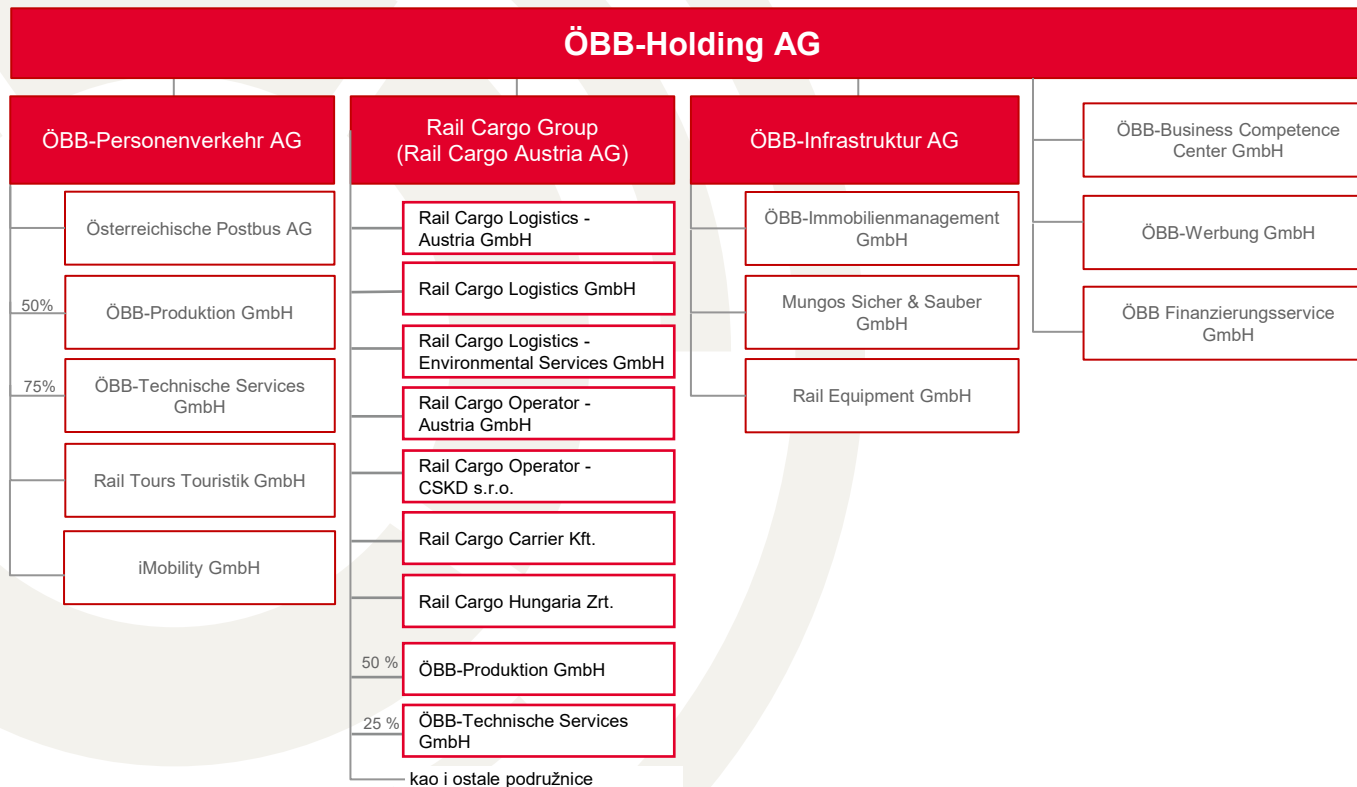 ÖBB-Holding AG
ÖBB-Personenverkehr AG
Österreichische Postbus AG
50%
ÖBB-Produktion GmbH
75%
ÖBB-Technische Services
GmbH
Rail Tours Touristik GmbH
iMobility GmbH
Rail Cargo Group
(Rail Cargo Austria AG)
Rail Cargo Logistics -
Austria GmbH
Rail Cargo Logistics GmbH
Rail Cargo Logistics -
Environmental Services GmbH
Rail Cargo Operator -
Austria GmbH
Rail Cargo Operator -
CSKD s.r.o.
Rail Cargo Carrier Kft.
Rail Cargo Hungaria Zrt.
50 %
ÖBB-Produktion GmbH
25 %
ÖBB-Technische Services
GmbH
kao i ostale podružnice
ÖBB-Infrastruktur AG
ÖBB-Immobilienmanagement
GmbH
Mungos Sicher & Sauber
GmbH
Rail Equipment GmbH
ÖBB-Business Competence
Center GmbH
ÖBB-Werbung GmbH
ÖBB Finanzierungsservice
GmbH